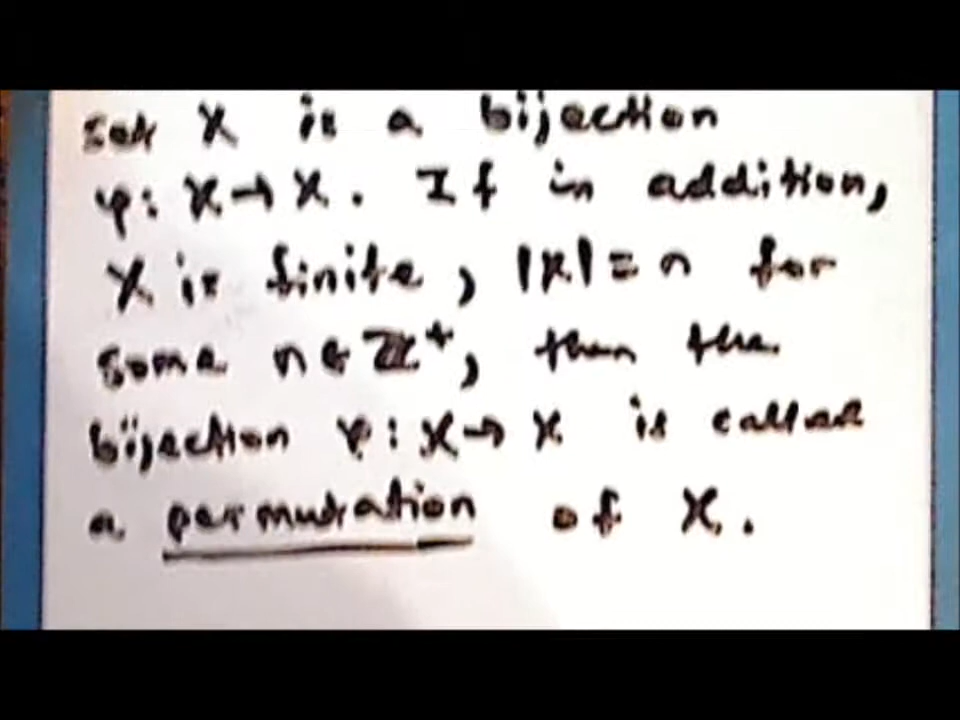 set X is a bijection
φ: X→X. If in addition,
X is finite, |X|=n for
some n∈ℤ⁺, then the
bijection φ: X→X is called
a permutation of X.